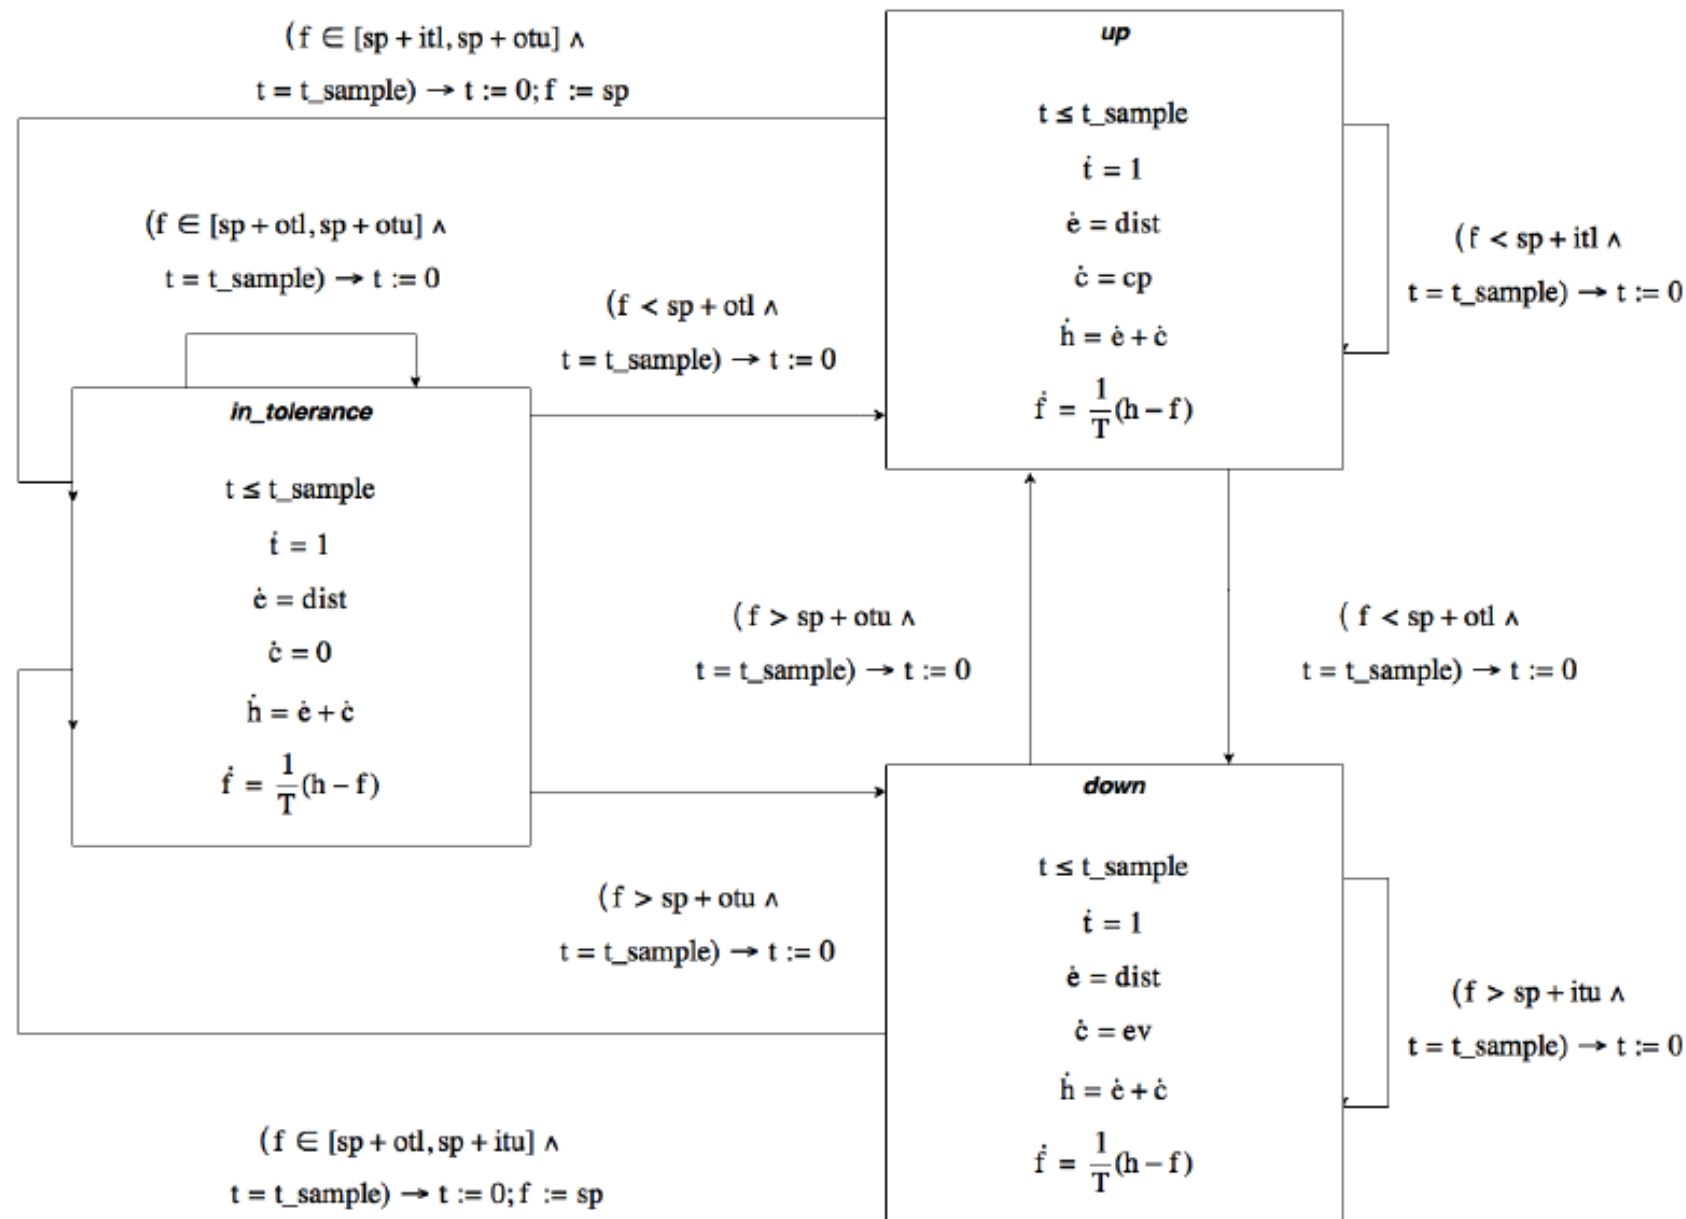 (f ∈ [sp + itl, sp + otu] ∧
t = t_sample) → t := 0; f := sp
(f ∈ [sp + otl, sp + otu] ∧
t = t_sample) → t := 0
(f < sp + otl ∧
t = t_sample) → t := 0
up
t ≤ t_sample
ṫ = 1
ė = dist
ċ = cp
ḣ = ė + ċ
ḟ = 1/T (h − f)
(f < sp + itl ∧
t = t_sample) → t := 0
in_tolerance
t ≤ t_sample
ṫ = 1
ė = dist
ċ = 0
ḣ = ė + ċ
ḟ = 1/T (h − f)
( f > sp + otu ∧
t = t_sample) → t := 0
( f < sp + otl ∧
t = t_sample) → t := 0
(f > sp + otu ∧
t = t_sample) → t := 0
down
t ≤ t_sample
ṫ = 1
ė = dist
ċ = ev
ḣ = ė + ċ
ḟ = 1/T (h − f)
(f > sp + itu ∧
t = t_sample) → t := 0
(f ∈ [sp + otl, sp + itu] ∧
t = t_sample) → t := 0; f := sp